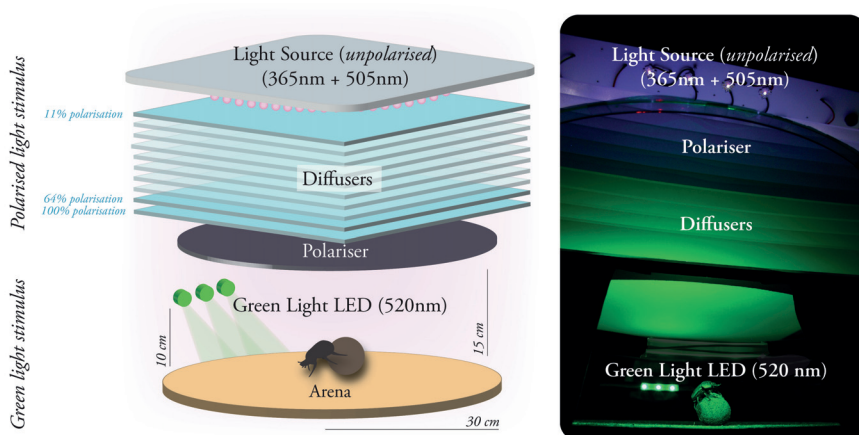 Polarised light stimulus
Green light stimulus
Light Source (unpolarised)
(365nm + 505nm)
11% polarisation
Diffusers
64% polarisation
100% polarisation
Polariser
Green Light LED (520nm)
10 cm
15 cm
Arena
30 cm
Light Source (unpolarised)
(365nm + 505nm)
Polariser
Diffusers
Green Light LED (520 nm)